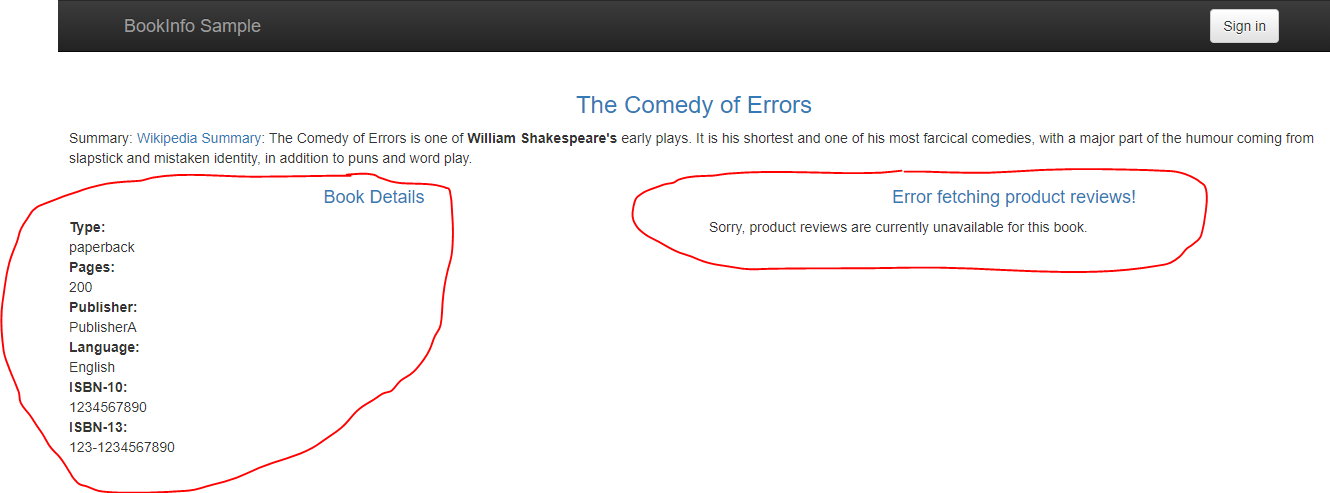 BookInfo Sample
Sign in
The Comedy of Errors
Summary: Wikipedia Summary: The Comedy of Errors is one of William Shakespeare's early plays. It is his shortest and one of his most farcical comedies, with a major part of the humour coming from
slapstick and mistaken identity, in addition to puns and word play.
Book Details
Type:
paperback
Pages:
200
Publisher:
PublisherA
Language:
English
ISBN-10:
1234567890
ISBN-13:
123-1234567890
Error fetching product reviews!
Sorry, product reviews are currently unavailable for this book.